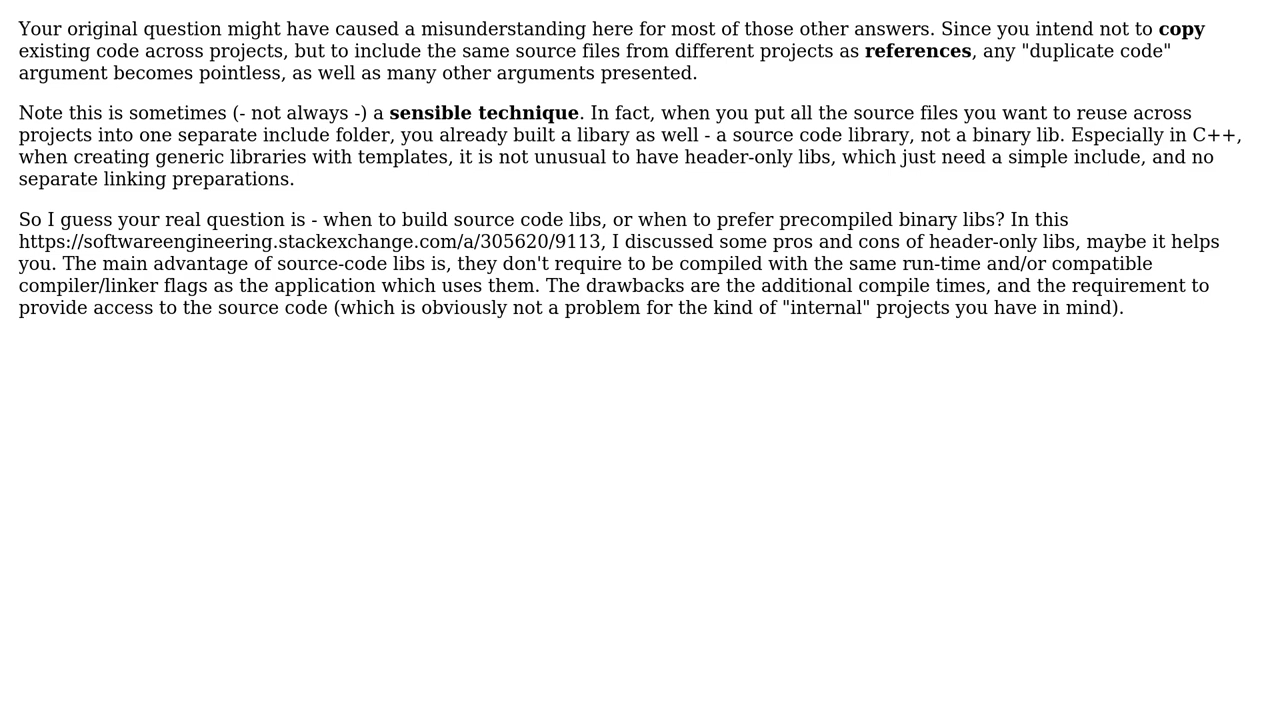 Your original question might have caused a misunderstanding here for most of those other answers. Since you intend not to copy
existing code across projects, but to include the same source files from different projects as references, any "duplicate code"
argument becomes pointless, as well as many other arguments presented.
Note this is sometimes (- not always -) a sensible technique. In fact, when you put all the source files you want to reuse across
projects into one separate include folder, you already built a libary as well - a source code library, not a binary lib. Especially in C++,
when creating generic libraries with templates, it is not unusual to have header-only libs, which just need a simple include, and no
separate linking preparations.
So I guess your real question is - when to build source code libs, or when to prefer precompiled binary libs? In this
https://softwareengineering.stackexchange.com/a/305620/9113, I discussed some pros and cons of header-only libs, maybe it helps
you. The main advantage of source-code libs is, they don't require to be compiled with the same run-time and/or compatible
compiler/linker flags as the application which uses them. The drawbacks are the additional compile times, and the requirement to
provide access to the source code (which is obviously not a problem for the kind of "internal" projects you have in mind).